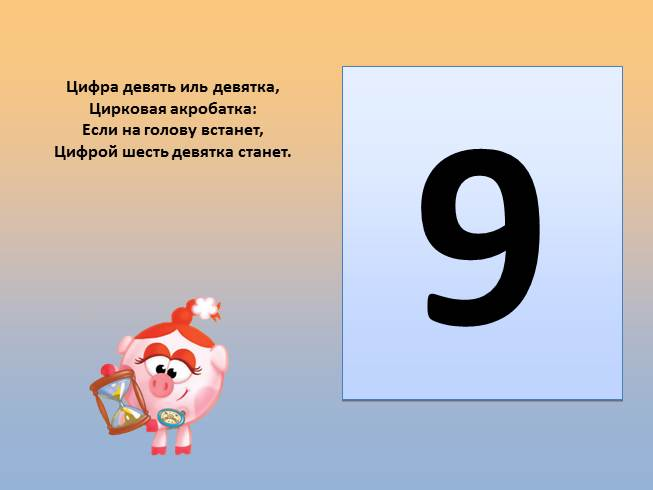 Цифра девять иль девятка,
Цирковая акробатка:
Если на голову встанет,
Цифрой шесть девятка станет.
9